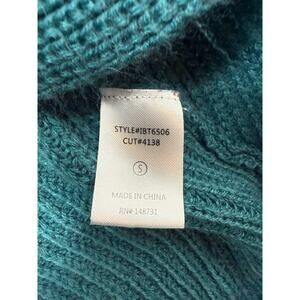 STYLE#IBT6506
CUT#4138
S
MADE IN CHINA
RN# 148731